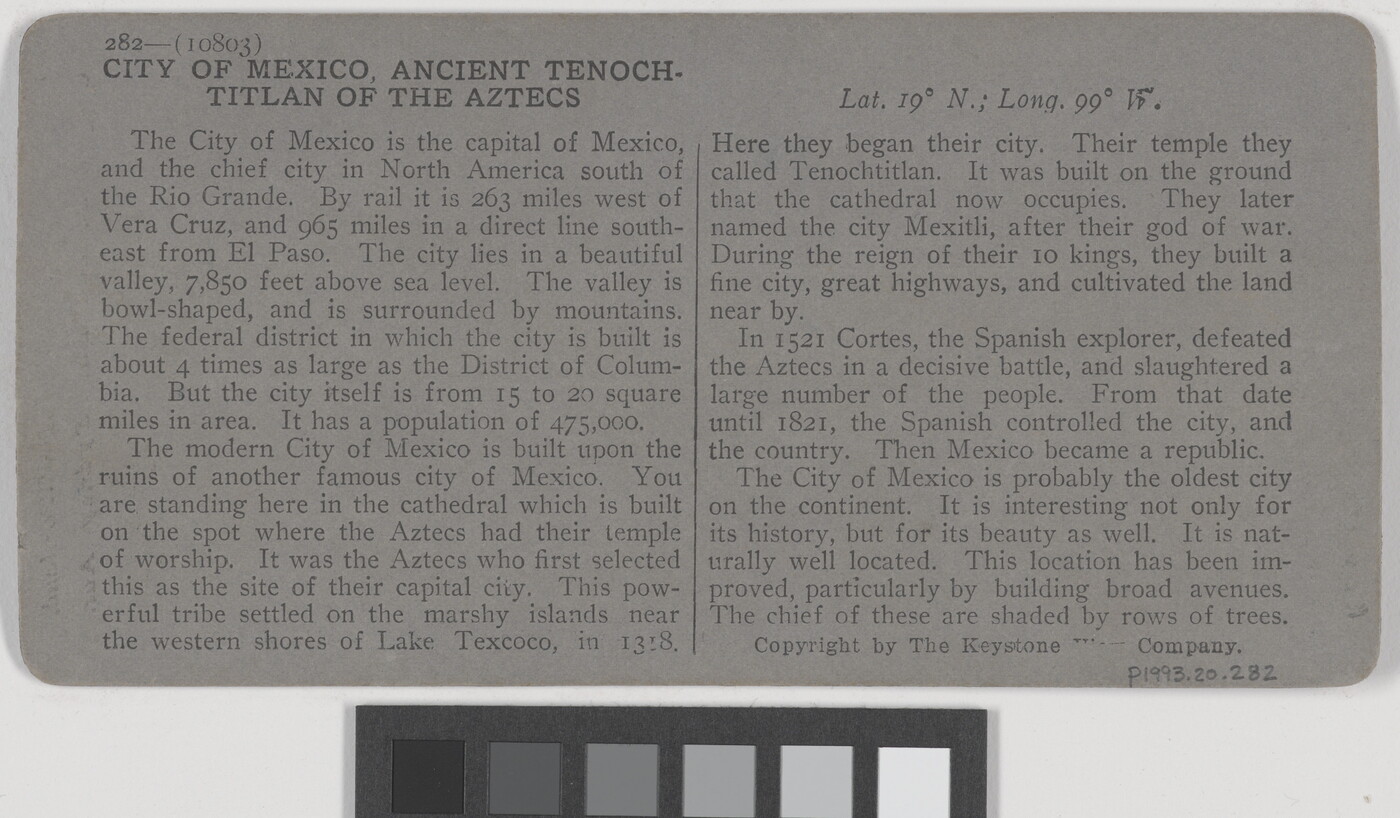 282—(10803)
CITY OF MEXICO, ANCIENT TENOCH-
TITLAN OF THE AZTECS
Lat. 19° N.; Long. 99° W.
The City of Mexico is the capital of Mexico,
and the chief city in North America south of
the Rio Grande. By rail it is 263 miles west of
Vera Cruz, and 965 miles in a direct line south-
east from El Paso. The city lies in a beautiful
valley, 7,850 feet above sea level. The valley is
bowl-shaped, and is surrounded by mountains.
The federal district in which the city is built is
about 4 times as large as the District of Colum-
bia. But the city itself is from 15 to 20 square
miles in area. It has a population of 475,000.
The modern City of Mexico is built upon the
ruins of another famous city of Mexico. You
are standing here in the cathedral which is built
on the spot where the Aztecs had their temple
of worship. It was the Aztecs who first selected
this as the site of their capital city. This pow-
erful tribe settled on the marshy islands near
the western shores of Lake Texcoco, in
Here they began their city. Their temple they
called Tenochtitlan. It was built on the ground
that the cathedral now occupies. They later
named the city Mexitli, after their god of war.
During the reign of their 10 kings, they built a
fine city, great highways, and cultivated the land
near by.
In 1521 Cortes, the Spanish explorer, defeated
the Aztecs in a decisive battle, and slaughtered a
large number of the people. From that date
until 1821, the Spanish controlled the city, and
the country. Then Mexico became a republic.
The City of Mexico is probably the oldest city
on the continent. It is interesting not only for
its history, but for its beauty as well. It is nat-
urally well located. This location has been im-
proved, particularly by building broad avenues.
The chief of these are shaded by rows of trees.
Copyright by The Keystone Company.
P1993.20.282